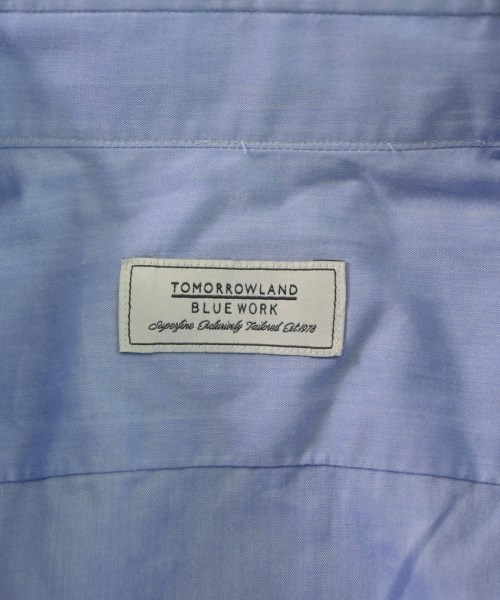 TOMORROWLAND
BLUE WORK
Superfine Exclusively Tailored Est.1978